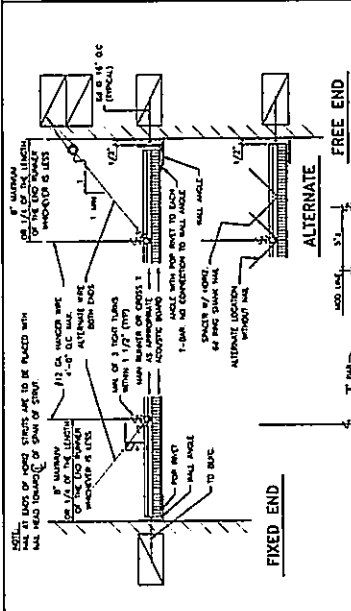 NOTE:
NAIL AT ENDS OF HORIZ STRUTS ARE TO BE PLACED WITH
NAIL HEAD TOWARD ℄ OF SPAN OF STRUT.
8" MAXIMUM
OR 1/4 OF THE LENGTH
OF THE END RUNNER
WHICHEVER IS LESS
#12 GA HANGER WIRE
4'-0" O.C. MAX.
ALTERNATE WIRE
BOTH ENDS
MIN. OF 3 TIGHT TURNS
WITHIN 1 1/2" (TYP)
MAIN RUNNER OR CROSS T
AS APPROPRIATE
ACOUSTIC BOARD
POP RIVET
WALL ANGLE
TO BLK'G.
FIXED END
8" MAXIMUM
OR 1/4 OF THE LENGTH
OF THE END RUNNER
WHICHEVER IS LESS
1
1 MIN
8d @ 16" O.C
(TYPICAL)
1/2"
ANGLE WITH POP RIVET TO EACH
T-BAR. NO CONNECTION TO WALL ANGLE
WALL ANGLE
SPACER W/ HORIZ.
6d RING SHANK NAIL
ALTERNATE LOCATION
WITHOUT NAIL
1/2"
ALTERNATE
FREE END